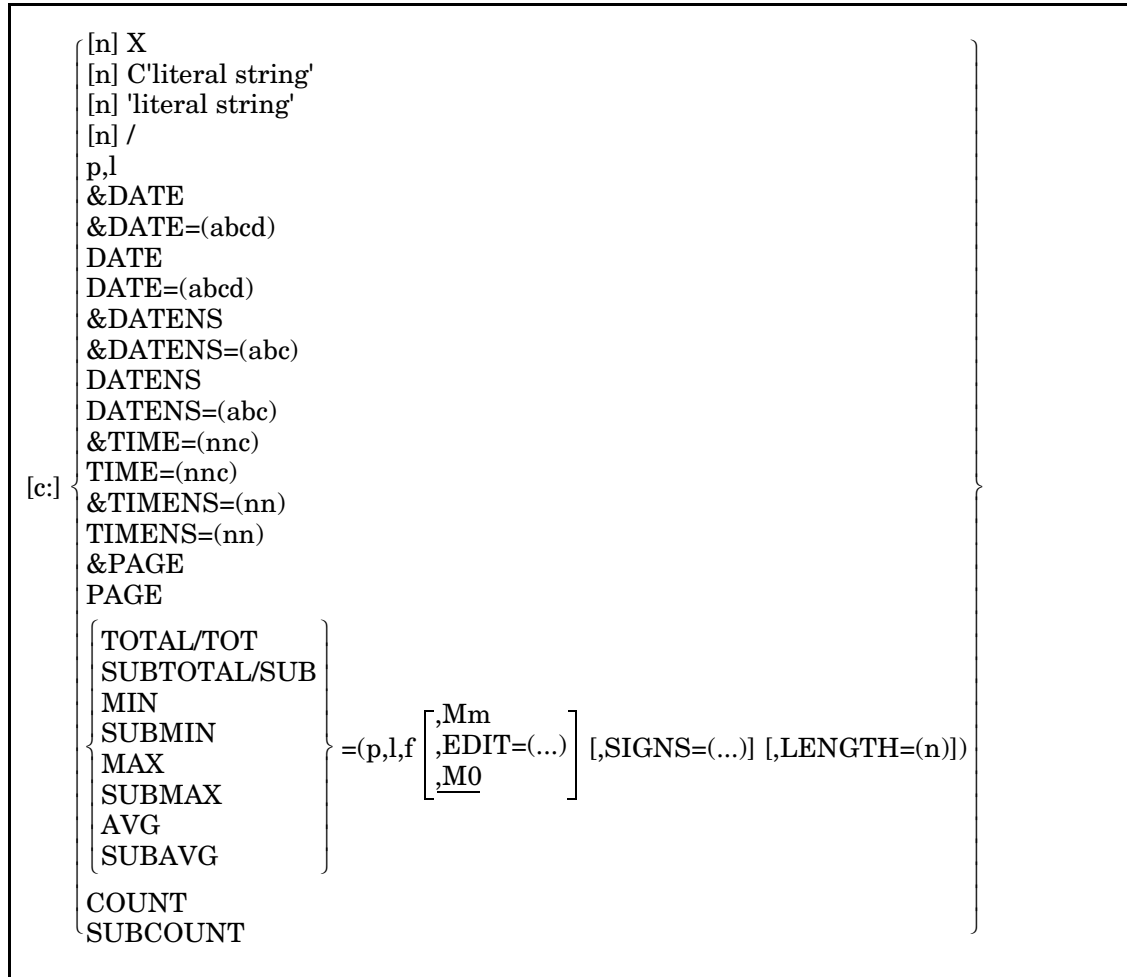 [n] X
[n] C'literal string'
[n] 'literal string'
[n] /
p,l
&DATE
&DATE=(abcd)
DATE
DATE=(abcd)
&DATENS
&DATENS=(abc)
DATENS
DATENS=(abc)
&TIME=(nnc)
[c:] TIME=(nnc)
&TIMENS=(nn)
TIMENS=(nn)
&PAGE
PAGE
TOTAL/TOT
SUBTOTAL/SUB
MIN
SUBMIN
MAX
SUBMAX
AVG
SUBAVG
=(p,l,f
,Mm
,EDIT=(...)
,M0
[,SIGNS=(...)] [,LENGTH=(n)])
COUNT
SUBCOUNT